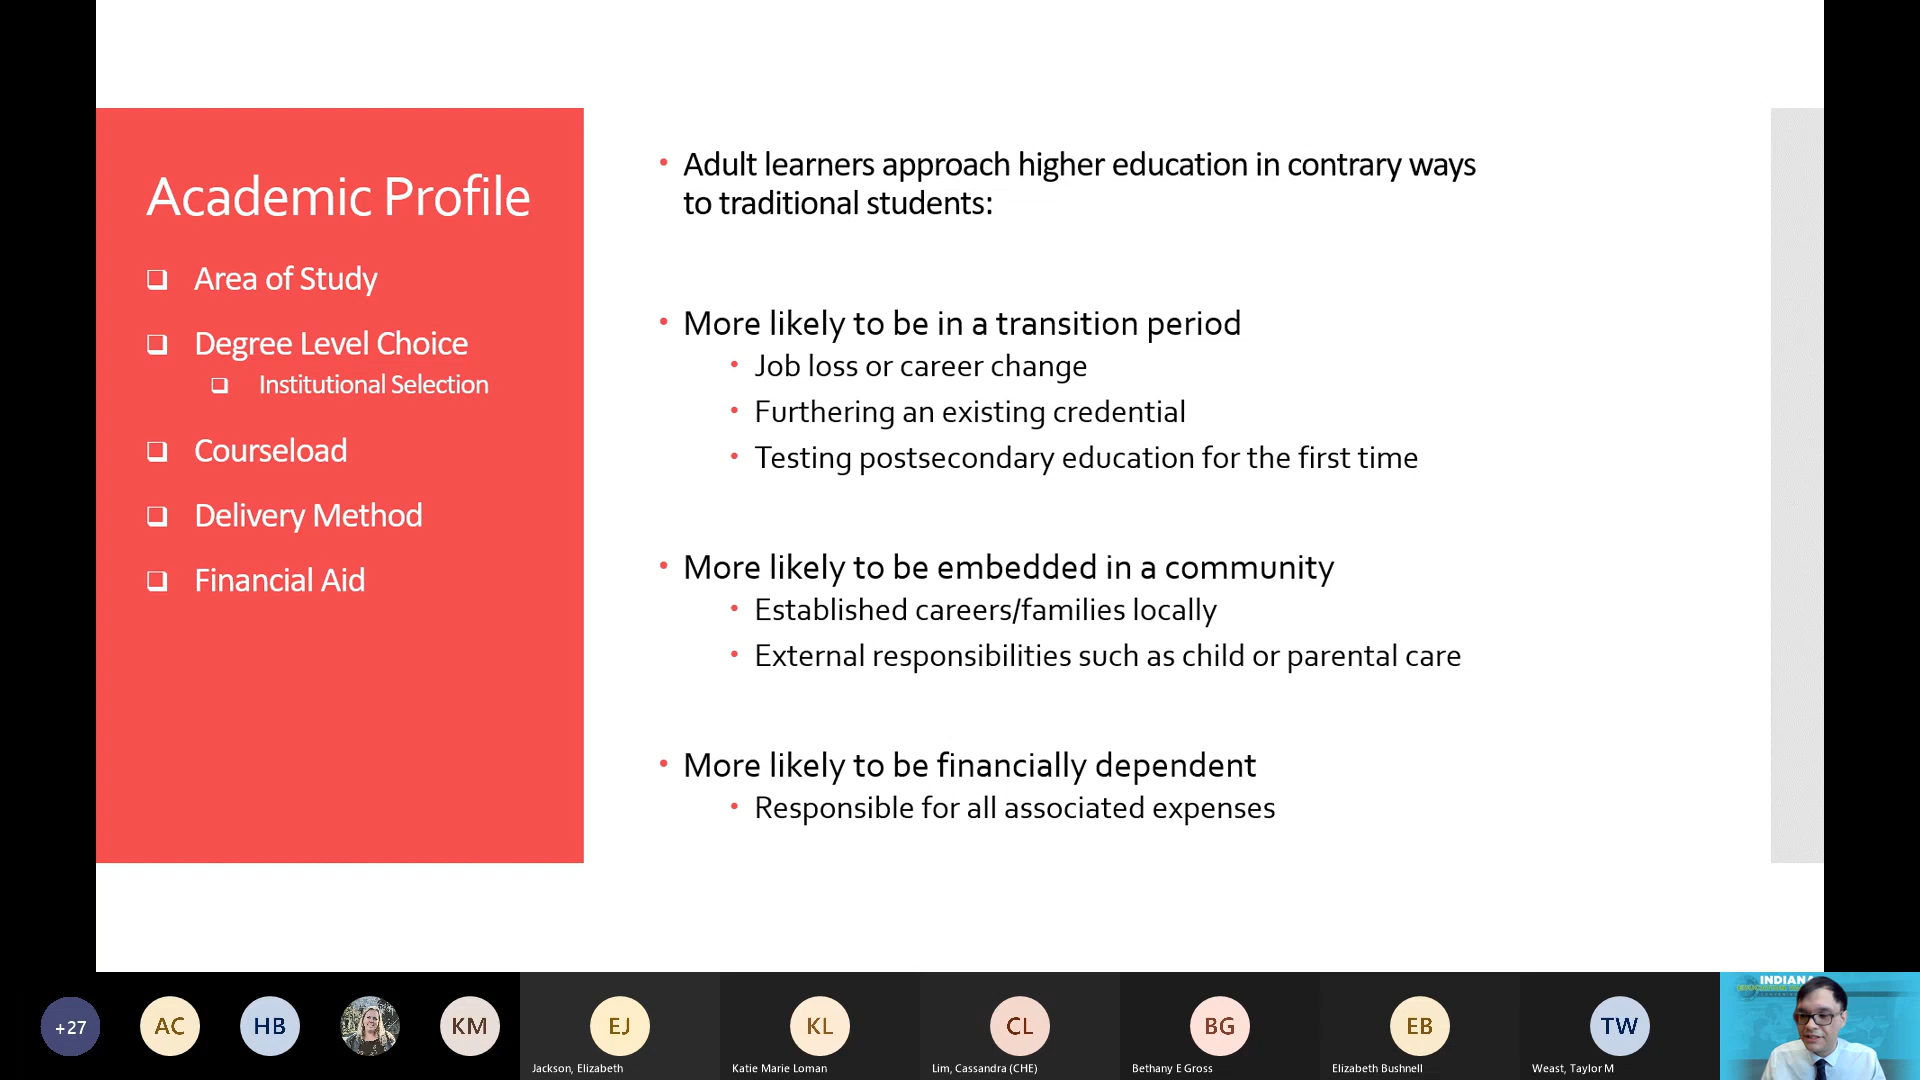 Academic Profile
Area of Study
Degree Level Choice
Institutional Selection
Courseload
Delivery Method
Financial Aid
Adult learners approach higher education in contrary ways
to traditional students:
More likely to be in a transition period
Job loss or career change
Furthering an existing credential
Testing postsecondary education for the first time
More likely to be embedded in a community
Established careers/families locally
External responsibilities such as child or parental care
More likely to be financially dependent
Responsible for all associated expenses
+27
AC
HB
KM
EJ
Jackson, Elizabeth
KL
Katie Marie Loman
CL
Lim, Cassandra (CHE)
BG
Bethany E Gross
EB
Elizabeth Bushnell
TW
Weast, Taylor M
INDIANA